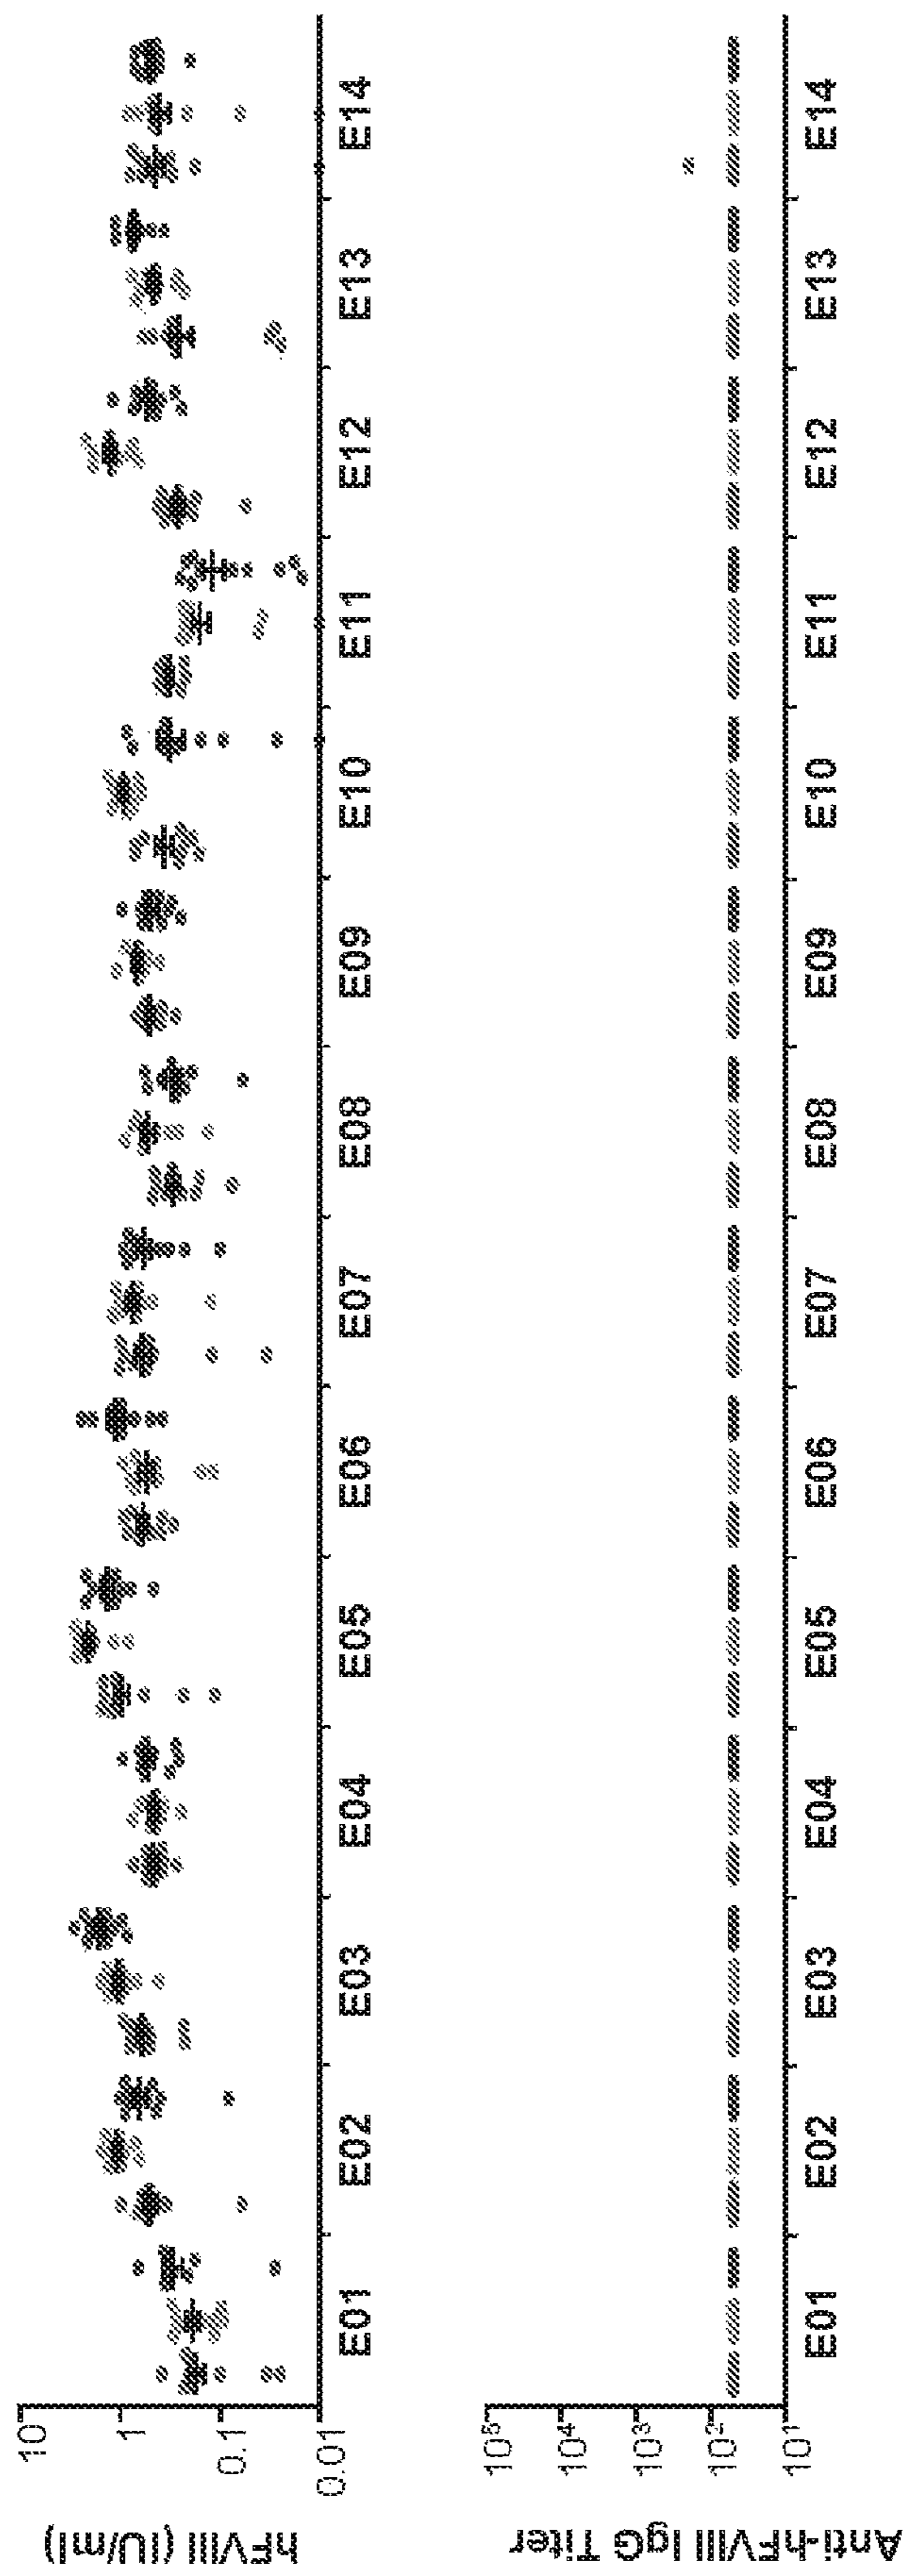 hFVIII (IU/ml)
10
1
0.1
0.01
E01 E02 E03 E04 E05 E06 E07 E08 E09 E10 E11 E12 E13 E14
Anti-hFVIII IgG Titer
10⁵
10⁴
10³
10²
10¹
E01 E02 E03 E04 E05 E06 E07 E08 E09 E10 E11 E12 E13 E14